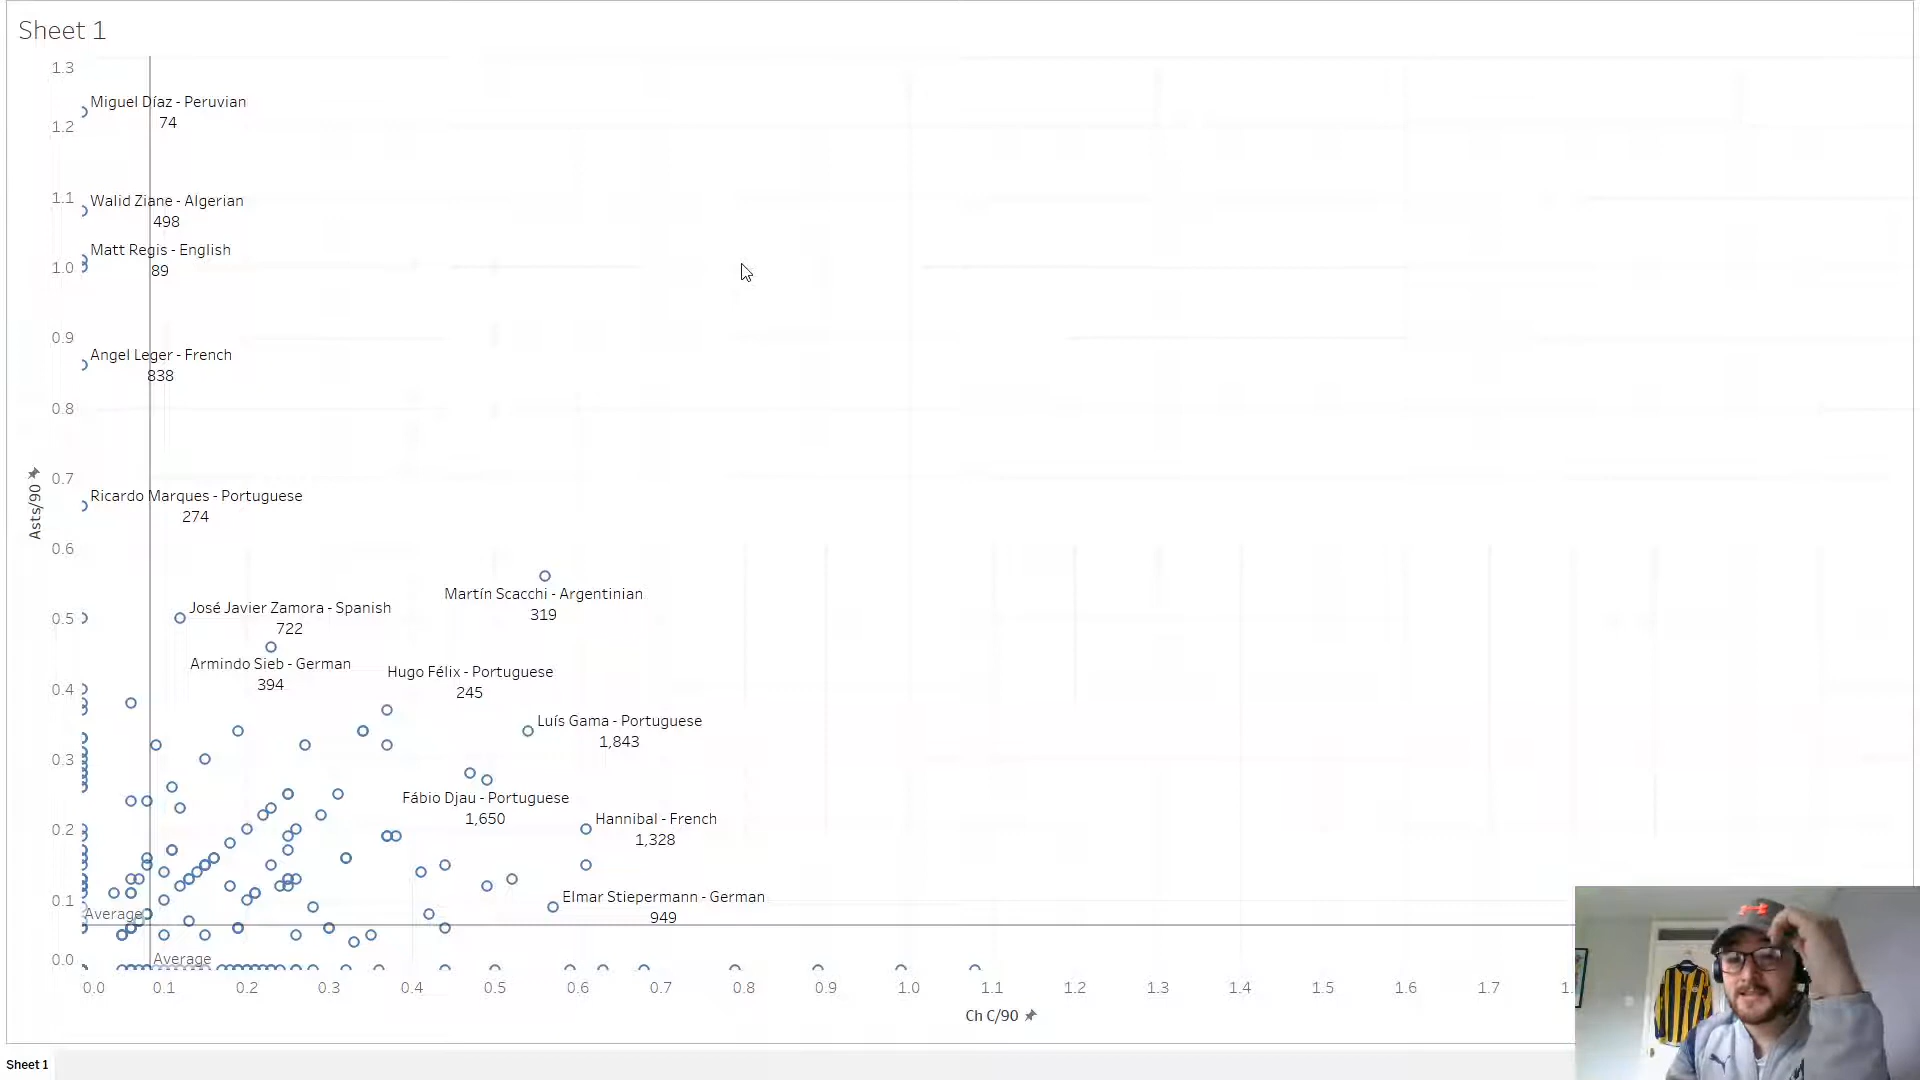 Sheet 1
1.3
Miguel Díaz - Peruvian
74
1.2
1.1
Walid Ziane - Algerian
498
Matt Regis - English
89
1.0
0.9
Angel Leger - French
838
0.8
0.7
Ricardo Marques - Portuguese
274
Asts/90
0.6
Martín Scacchi - Argentinian
319
José Javier Zamora - Spanish
722
0.5
Armindo Sieb - German
394
Hugo Félix - Portuguese
245
0.4
Luís Gama - Portuguese
1,843
0.3
Fábio Djau - Portuguese
1,650
Hannibal - French
1,328
0.2
Elmar Stiepermann - German
949
0.1
Average
Average
0.0
0.0 0.1 0.2 0.3 0.4 0.5 0.6 0.7 0.8 0.9 1.0 1.1 1.2 1.3 1.4 1.5 1.6 1.7 1.
Ch C/90
Sheet 1